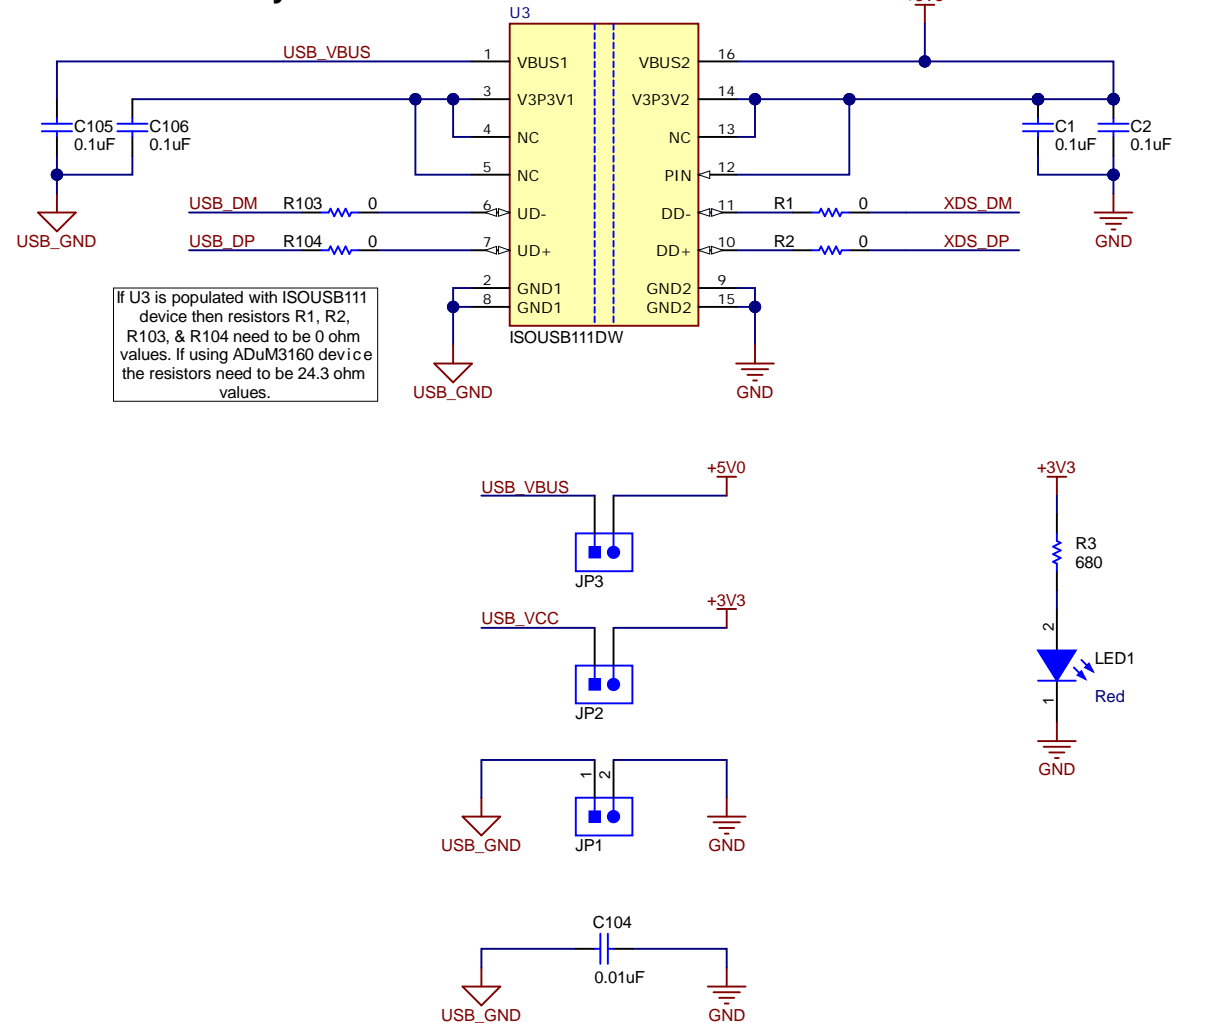 U3
USB_VBUS
1 VBUS1
VBUS2 16
3 V3P3V1
V3P3V2 14
C105
0.1uF
C106
0.1uF
4 NC
NC 13
C1
0.1uF
C2
0.1uF
5 NC
PIN 12
USB_DM R103 0 6 UD-
DD- 11 R1 0 XDS_DM
USB_GND
USB_DP R104 0 7 UD+
DD+ 10 R2 0 XDS_DP
GND
2 GND1
GND2 9
8 GND1
GND2 15
ISOUSB111DW
If U3 is populated with ISOUSB111
device then resistors R1, R2,
R103, & R104 need to be 0 ohm
values. If using ADuM3160 device
the resistors need to be 24.3 ohm
values.
USB_GND
GND
USB_VBUS
+5V0
JP3
+3V3
R3
680
USB_VCC
+3V3
JP2
2
LED1
Red
1
GND
1 2
USB_GND
JP1
GND
C104
0.01uF
USB_GND
GND